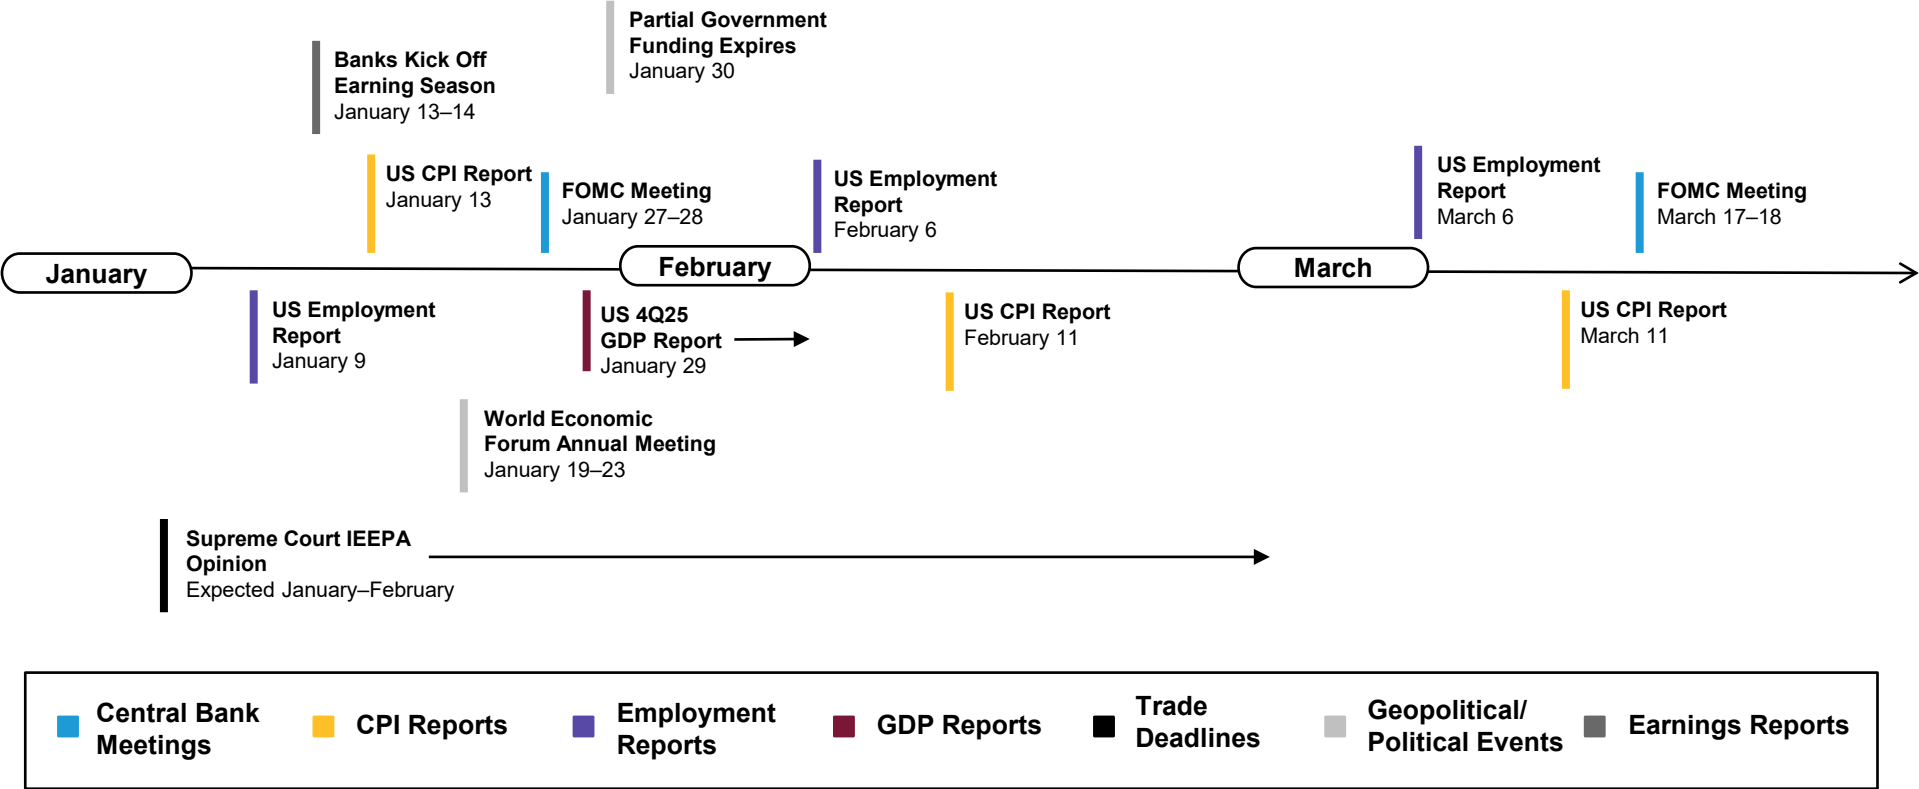 Partial Government
Funding Expires
January 30
Banks Kick Off
Earning Season
January 13–14
US CPI Report
January 13
FOMC Meeting
January 27–28
US Employment
Report
February 6
US Employment
Report
March 6
FOMC Meeting
March 17–18
January
February
March
US Employment
Report
January 9
US 4Q25
GDP Report
January 29
US CPI Report
February 11
US CPI Report
March 11
World Economic
Forum Annual Meeting
January 19–23
Supreme Court IEEPA
Opinion
Expected January–February
Central Bank
Meetings
CPI Reports
Employment
Reports
GDP Reports
Trade
Deadlines
Geopolitical/
Political Events
Earnings Reports